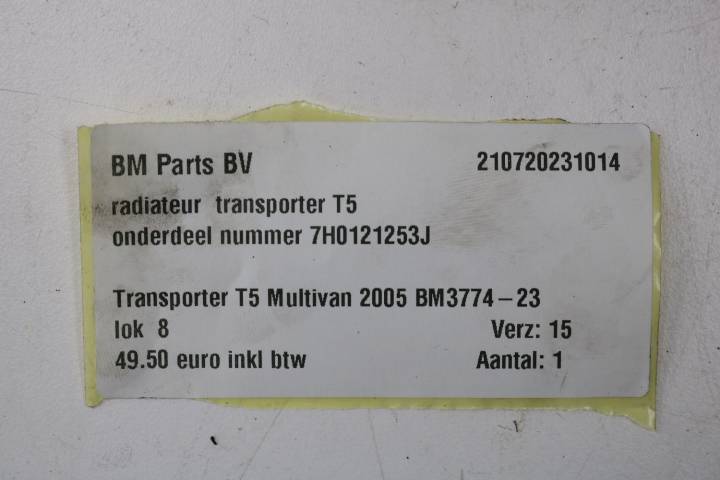 BM Parts BV 210720231014
radiateur transporter T5
onderdeel nummer 7H0121253J
Transporter T5 Multivan 2005 BM3774-23
lok 8 Verz: 15
49.50 euro inkl btw Aantal: 1